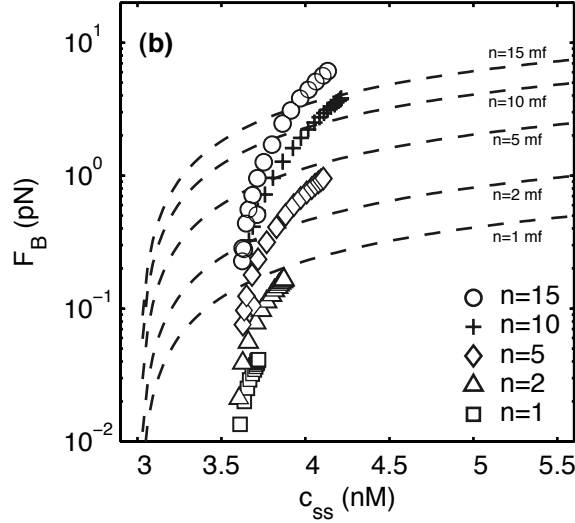 (b)
10^1
10^0
10^-1
10^-2
F_B (pN)
n=15 mf
n=10 mf
n=5 mf
n=2 mf
n=1 mf
n=15
n=10
n=5
n=2
n=1
3 3.5 4 4.5 5 5.5
c_ss (nM)